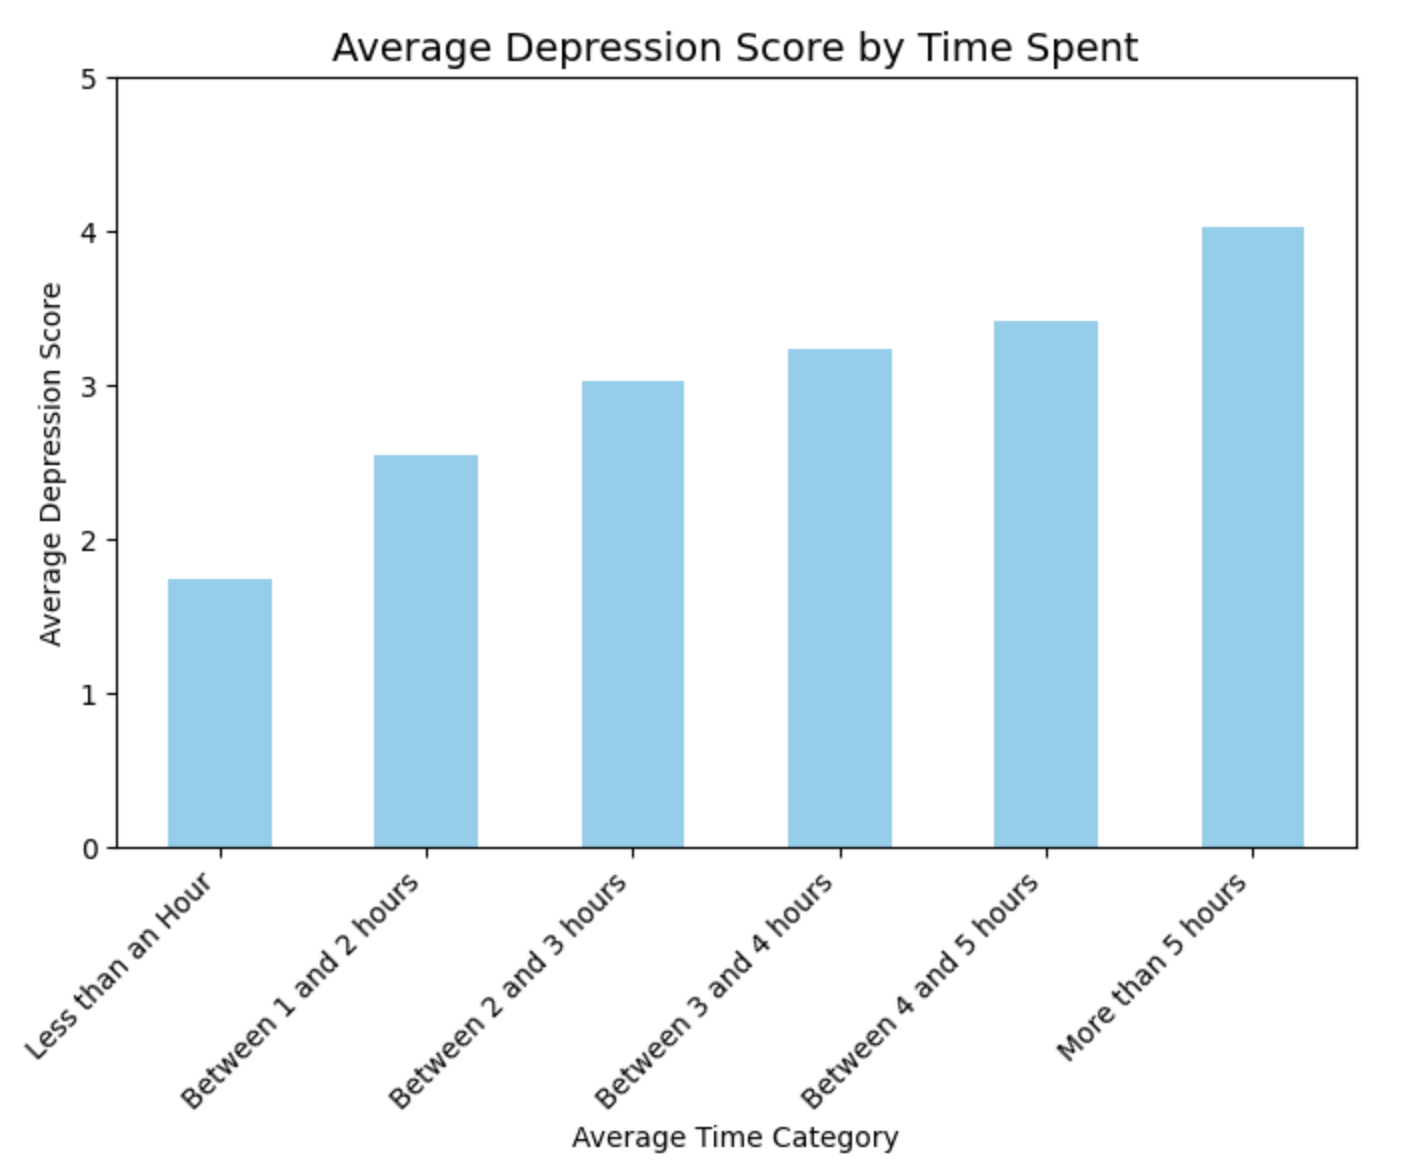 Average Depression Score by Time Spent
Average Depression Score
5
4
3
2
1
0
Less than an Hour
Between 1 and 2 hours
Between 2 and 3 hours
Between 3 and 4 hours
Between 4 and 5 hours
More than 5 hours
Average Time Category